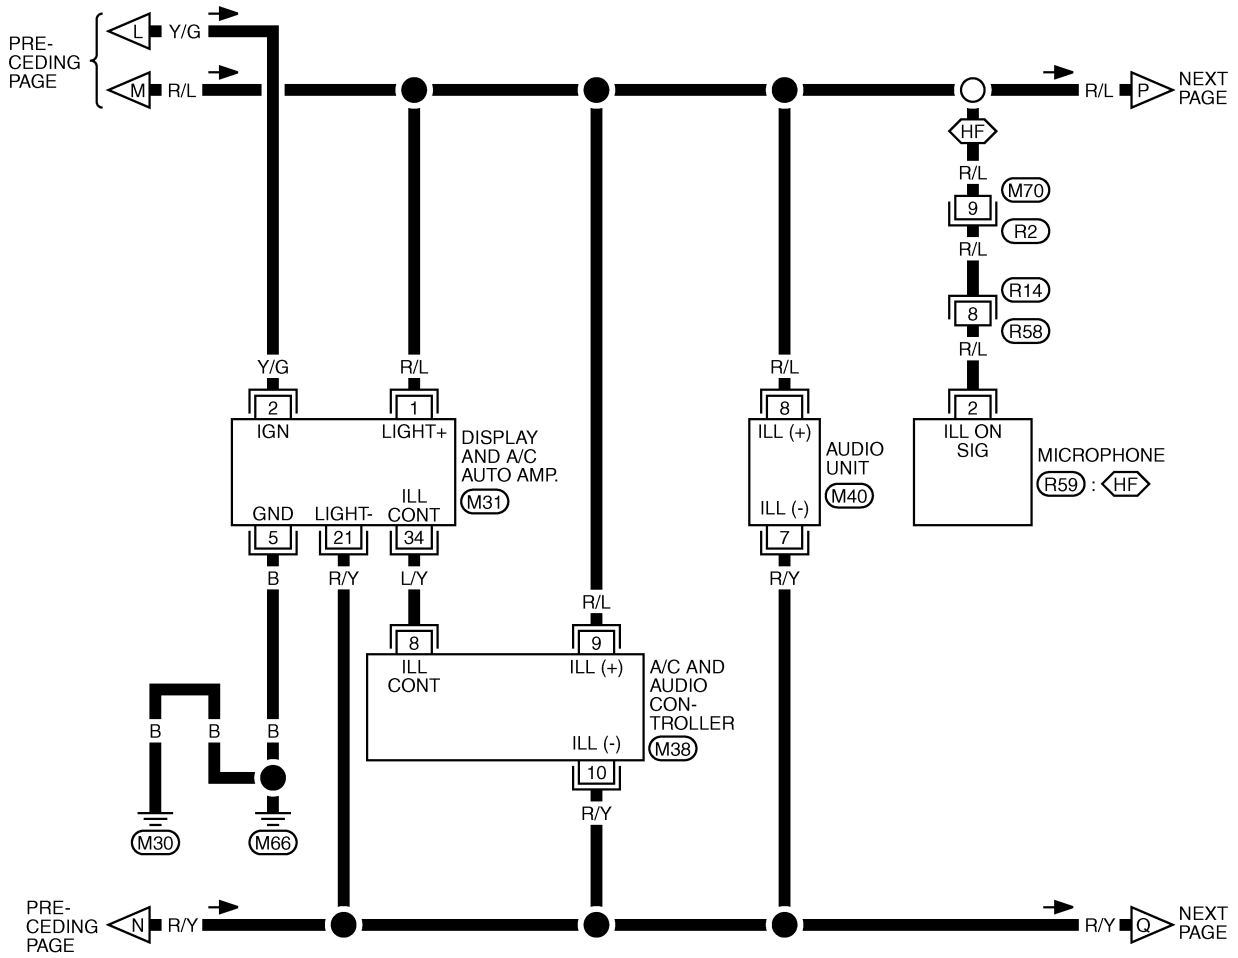 PRE-
CEDING
PAGE
L
Y/G
M
R/L
R/L
P
NEXT
PAGE
HF
R/L
M70
9
R2
R/L
R14
8
R58
R/L
Y/G
R/L
R/L
2
1
8
2
IGN
LIGHT+
ILL (+)
ILL ON
SIG
DISPLAY
AND A/C
AUTO AMP.
M31
AUDIO
UNIT
M40
MICROPHONE
R59 : HF
GND
LIGHT-
ILL
CONT
ILL (-)
5
21
34
7
B
R/Y
L/Y
R/Y
R/L
8
9
ILL
CONT
ILL (+)
A/C AND
AUDIO
CON-
TROLLER
M38
ILL (-)
10
R/Y
B
B
B
M30
M66
PRE-
CEDING
PAGE
N
R/Y
R/Y
Q
NEXT
PAGE